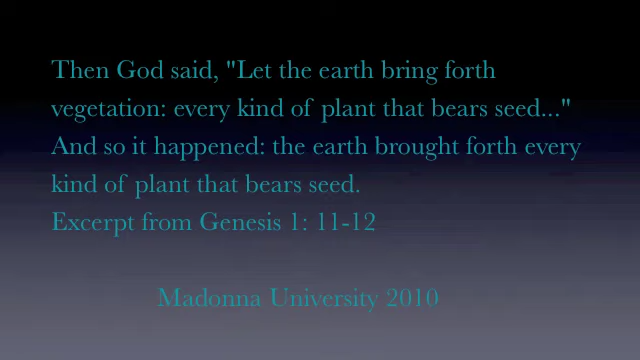 Then God said, "Let the earth bring forth
vegetation: every kind of plant that bears seed..."
And so it happened: the earth brought forth every
kind of plant that bears seed.
Excerpt from Genesis 1: 11-12
Madonna University 2010